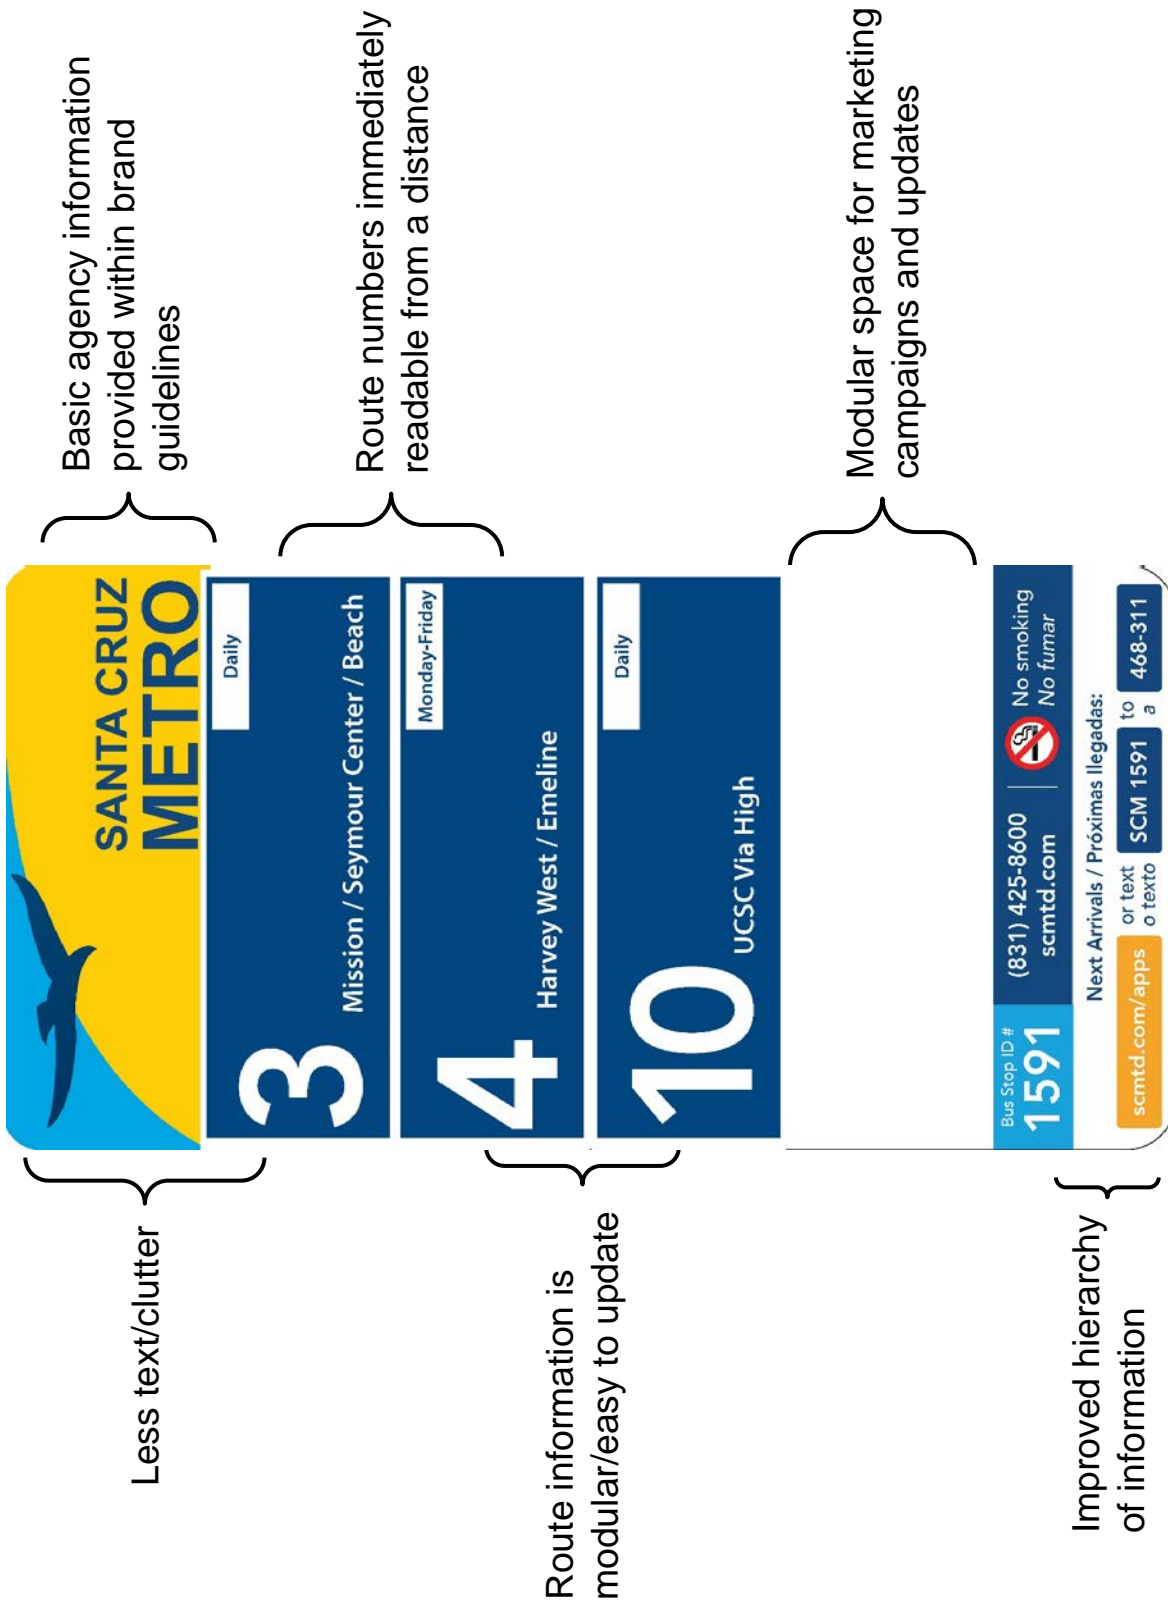 Less text/clutter
Route information is
modular/easy to update
Improved hierarchy
of information
SANTA CRUZ
METRO
3
Daily
Mission / Seymour Center / Beach
4
Monday-Friday
Harvey West / Emeline
10
Daily
UCSC Via High
Bus Stop ID #
1591
(831) 425-8600
scmtd.com
No smoking
No fumar
Next Arrivals / Próximas llegadas:
scmtd.com/apps
or text
o texto
SCM 1591
to
a
468-311
Basic agency information
provided within brand
guidelines
Route numbers immediately
readable from a distance
Modular space for marketing
campaigns and updates